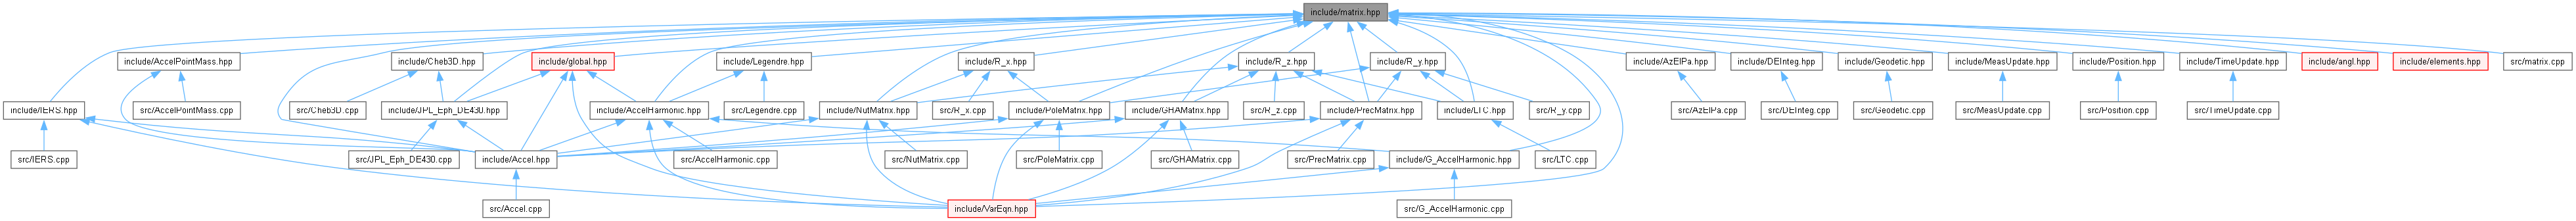 include/matrix.hpp
include/AccelPointMass.hpp
include/Cheb3D.hpp
include/global.hpp
include/Legendre.hpp
include/R_x.hpp
include/R_z.hpp
include/R_y.hpp
include/AzElPa.hpp
include/DEInteg.hpp
include/Geodetic.hpp
include/MeasUpdate.hpp
include/Position.hpp
include/TimeUpdate.hpp
include/angl.hpp
include/elements.hpp
src/matrix.cpp
include/IERS.hpp
src/AccelPointMass.cpp
src/Cheb3D.cpp
include/JPL_Eph_DE430.hpp
include/AccelHarmonic.hpp
src/Legendre.cpp
include/NutMatrix.hpp
src/R_x.cpp
include/PoleMatrix.hpp
include/GHAMatrix.hpp
src/R_z.cpp
include/PrecMatrix.hpp
include/LTC.hpp
src/R_y.cpp
src/AzElPa.cpp
src/DEInteg.cpp
src/Geodetic.cpp
src/MeasUpdate.cpp
src/Position.cpp
src/TimeUpdate.cpp
src/IERS.cpp
src/JPL_Eph_DE430.cpp
include/Accel.hpp
src/AccelHarmonic.cpp
src/NutMatrix.cpp
src/PoleMatrix.cpp
src/GHAMatrix.cpp
src/PrecMatrix.cpp
include/G_AccelHarmonic.hpp
src/LTC.cpp
src/Accel.cpp
include/VarEqn.hpp
src/G_AccelHarmonic.cpp